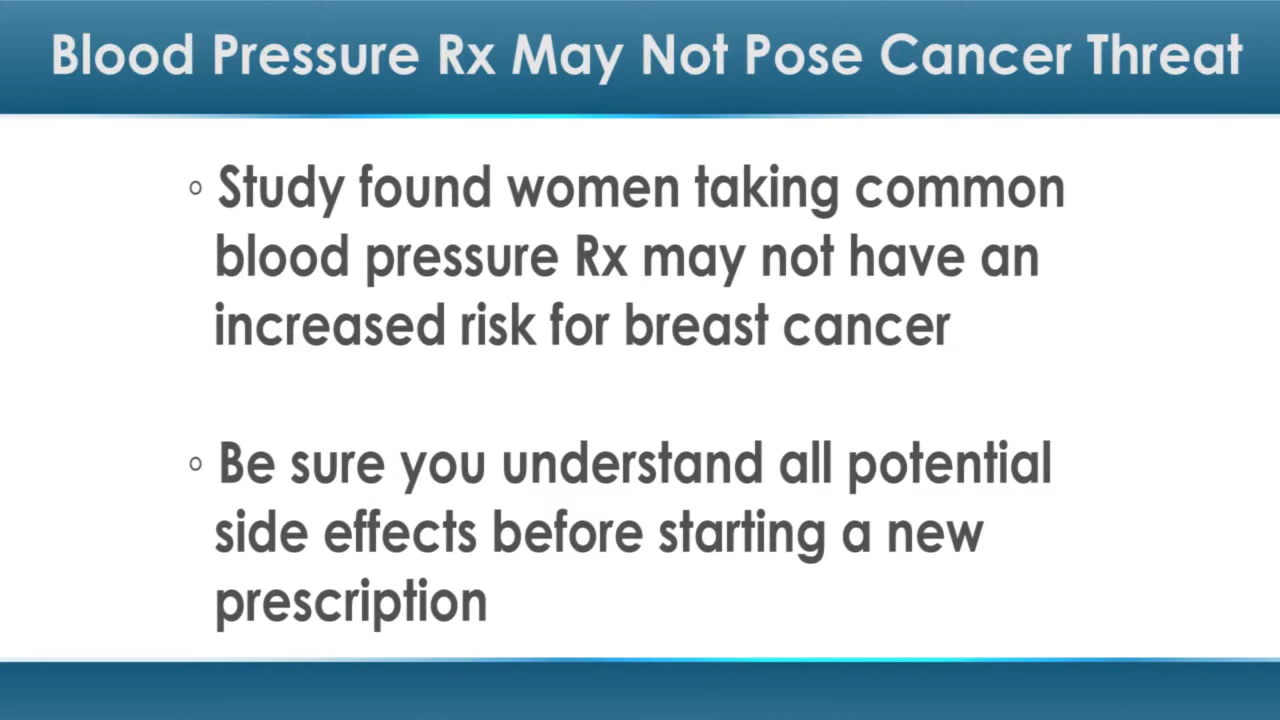 Blood Pressure Rx May Not Pose Cancer Threat
◦ Study found women taking common
blood pressure Rx may not have an
increased risk for breast cancer
◦ Be sure you understand all potential
side effects before starting a new
prescription